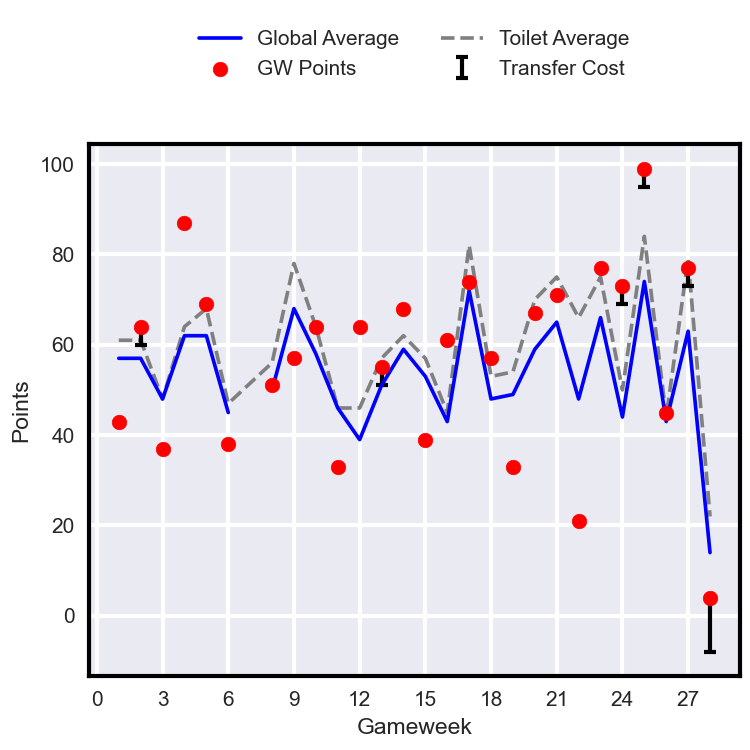 Global Average
Toilet Average
GW Points
Transfer Cost
100
80
60
40
20
0
Points
0 3 6 9 12 15 18 21 24 27
Gameweek